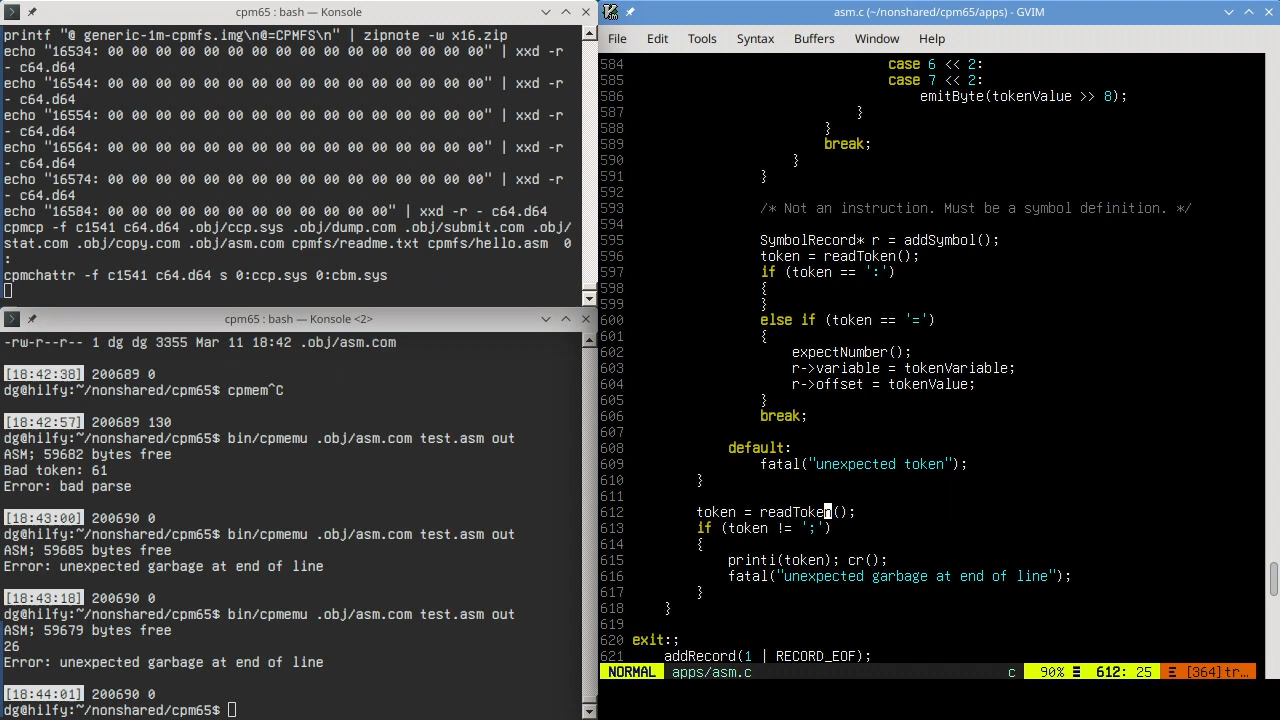 cpm65 : bash — Konsole
printf "@ generic-1m-cpmfs.img\n@=CPMFS\n" | zipnote -w x16.zip
echo "16534: 00 00 00 00 00 00 00 00 00 00 00 00 00 00 00 00" | xxd -r
- c64.d64
echo "16544: 00 00 00 00 00 00 00 00 00 00 00 00 00 00 00 00" | xxd -r
- c64.d64
echo "16554: 00 00 00 00 00 00 00 00 00 00 00 00 00 00 00 00" | xxd -r
- c64.d64
echo "16564: 00 00 00 00 00 00 00 00 00 00 00 00 00 00 00 00" | xxd -r
- c64.d64
echo "16574: 00 00 00 00 00 00 00 00 00 00 00 00 00 00 00 00" | xxd -r
- c64.d64
echo "16584: 00 00 00 00 00 00 00 00 00 00 00" | xxd -r - c64.d64
cpmcp -f c1541 c64.d64 .obj/ccp.sys .obj/dump.com .obj/submit.com .obj/
stat.com .obj/copy.com .obj/asm.com cpmfs/readme.txt cpmfs/hello.asm  0
:
cpmchattr -f c1541 c64.d64 s 0:ccp.sys 0:cbm.sys
cpm65 : bash — Konsole <2>
-rw-r--r-- 1 dg dg 3355 Mar 11 18:42 .obj/asm.com
[18:42:38] 200689 0
dg@hilfy:~/nonshared/cpm65$ cpmem^C
[18:42:57] 200689 130
dg@hilfy:~/nonshared/cpm65$ bin/cpmemu .obj/asm.com test.asm out
ASM; 59682 bytes free
Bad token: 61
Error: bad parse
[18:43:00] 200690 0
dg@hilfy:~/nonshared/cpm65$ bin/cpmemu .obj/asm.com test.asm out
ASM; 59685 bytes free
Error: unexpected garbage at end of line
[18:43:18] 200690 0
dg@hilfy:~/nonshared/cpm65$ bin/cpmemu .obj/asm.com test.asm out
ASM; 59679 bytes free
26
Error: unexpected garbage at end of line
[18:44:01] 200690 0
dg@hilfy:~/nonshared/cpm65$
asm.c (~/nonshared/cpm65/apps) - GVIM
File Edit Tools Syntax Buffers Window Help
584 case 6 << 2:
585 case 7 << 2:
586 emitByte(tokenValue >> 8);
587 }
588 }
589 break;
590 }
591 }
592
593 /* Not an instruction. Must be a symbol definition. */
594
595 SymbolRecord* r = addSymbol();
596 token = readToken();
597 if (token == ':')
598 {
599 }
600 else if (token == '=')
601 {
602 expectNumber();
603 r->variable = tokenVariable;
604 r->offset = tokenValue;
605 }
606 break;
607
608 default:
609 fatal("unexpected token");
610 }
611
612 token = readToken();
613 if (token != ';')
614 {
615 printi(token); cr();
616 fatal("unexpected garbage at end of line");
617 }
618 }
619
620 exit:;
621 addRecord(1 | RECORD_EOF);
NORMAL apps/asm.c c 90% ☰ 612: 25 Ξ [364]tr…